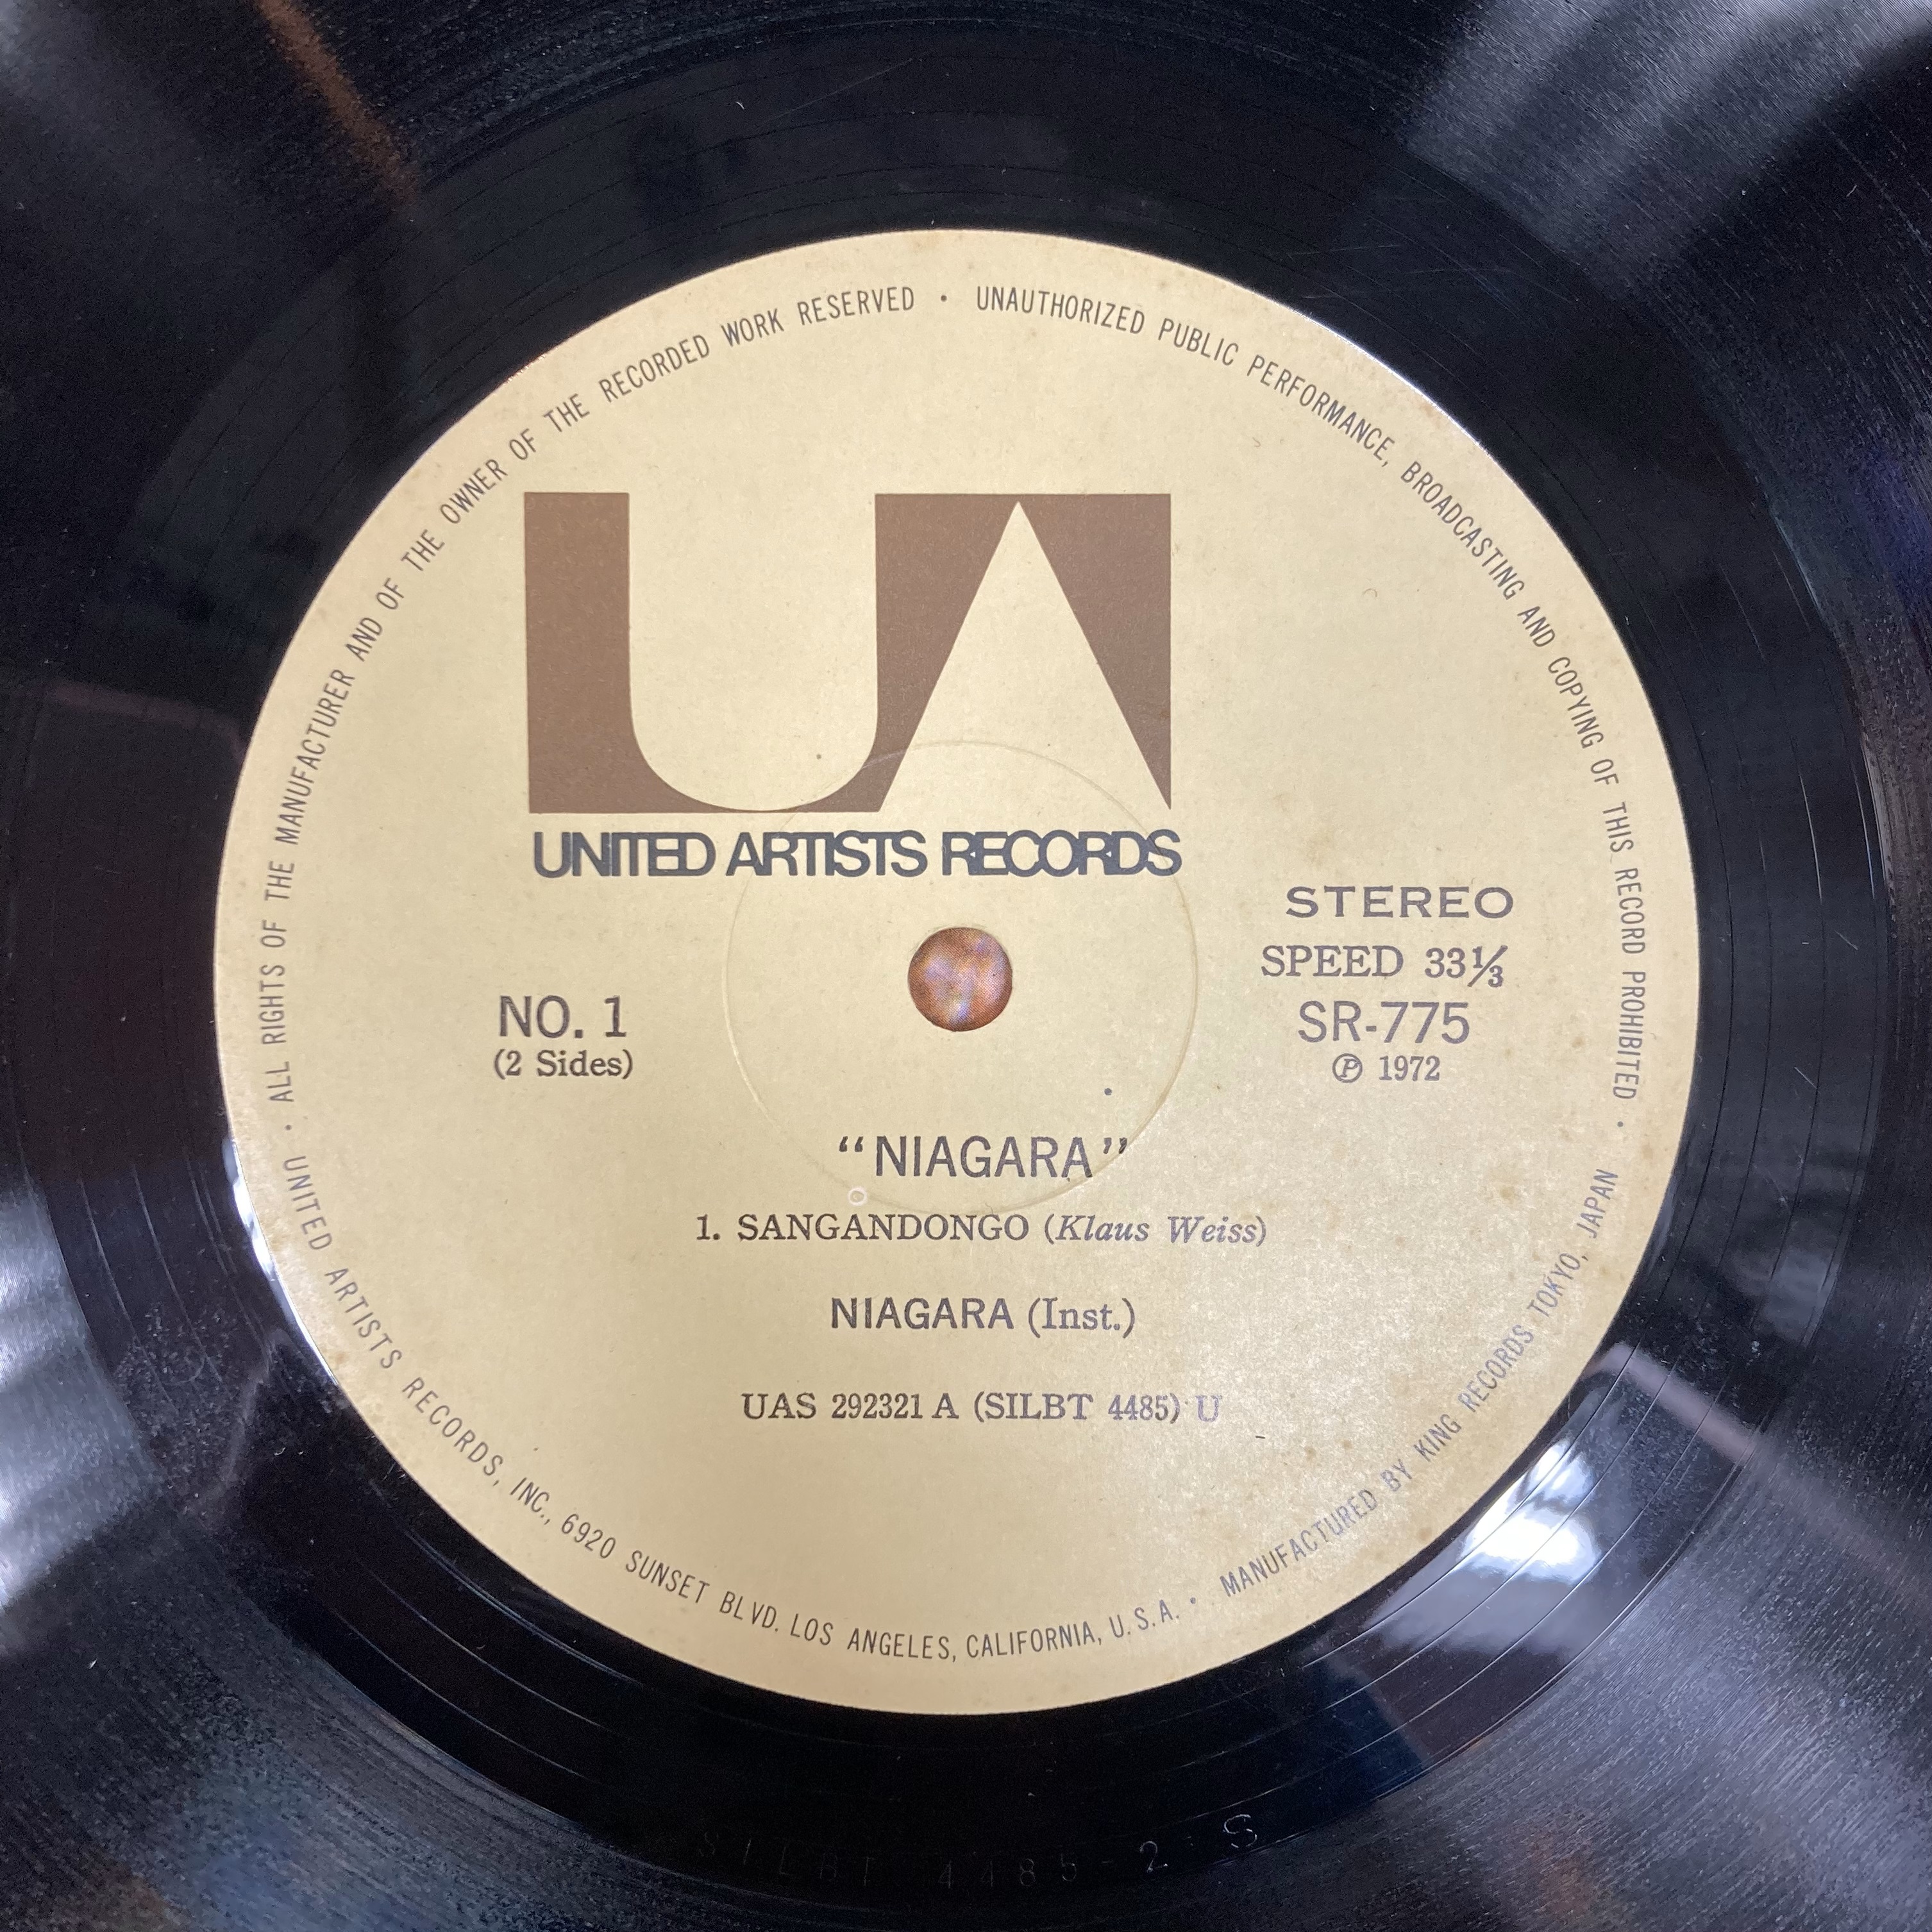 ALL RIGHTS OF THE MANUFACTURER AND OF THE OWNER OF THE RECORDED WORK RESERVED • UNAUTHORIZED PUBLIC PERFORMANCE, BROADCASTING AND COPYING OF THIS RECORD PROHIBITED •
UA
UNITED ARTISTS RECORDS
STEREO
SPEED 33⅓
SR-775
Ⓟ 1972
NO. 1
(2 Sides)
“NIAGARA”
1. SANGANDONGO (Klaus Weiss)
NIAGARA (Inst.)
UAS 292321 A (SILBT 4485) U
• UNITED ARTISTS RECORDS, INC., 6920 SUNSET BLVD. LOS ANGELES, CALIFORNIA, U.S.A. • MANUFACTURED BY KING RECORDS TOKYO, JAPAN
SILBT 4485-2 S